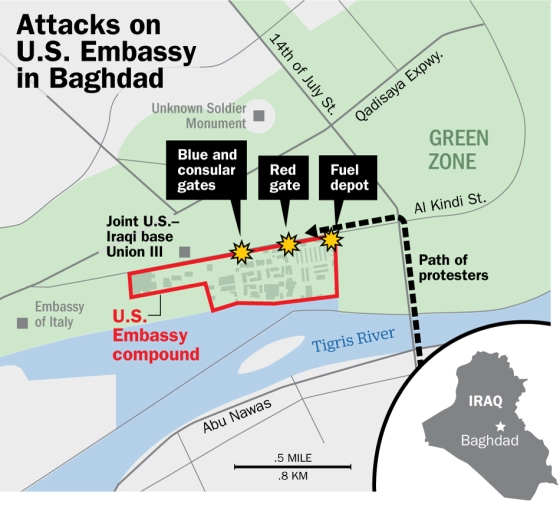 Attacks on
U.S. Embassy
in Baghdad
14th of July St.
Qadisaya Expwy.
Unknown Soldier
Monument
GREEN
ZONE
Blue and
consular
gates
Red
gate
Fuel
depot
Al Kindi St.
Joint U.S.–
Iraqi base
Union III
Path of
protesters
Embassy
of Italy
U.S.
Embassy
compound
Tigris River
Abu Nawas
IRAQ
Baghdad
.5 MILE
.8 KM